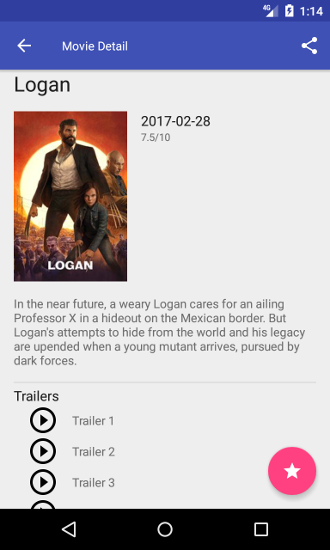 4G 1:14
Movie Detail
Logan
2017-02-28
7.5/10
LOGAN
In the near future, a weary Logan cares for an ailing
Professor X in a hideout on the Mexican border. But
Logan's attempts to hide from the world and his legacy
are upended when a young mutant arrives, pursued by
dark forces.
Trailers
Trailer 1
Trailer 2
Trailer 3